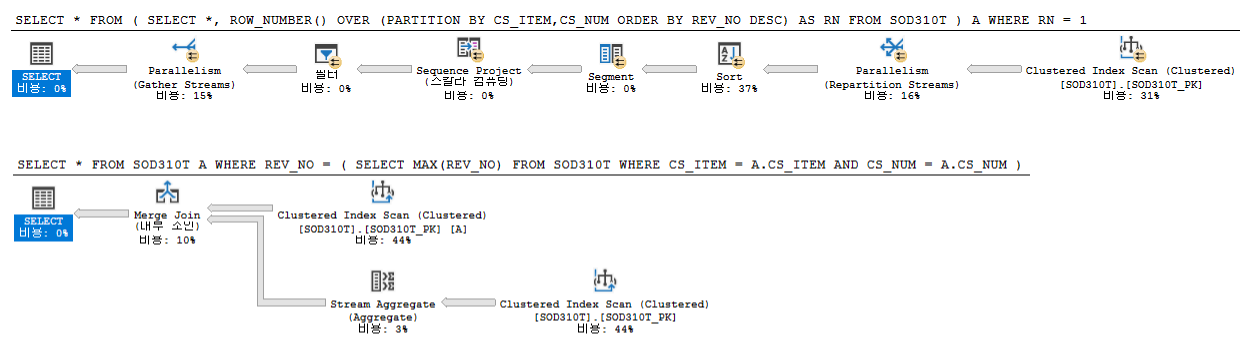 SELECT * FROM ( SELECT *, ROW_NUMBER() OVER (PARTITION BY CS_ITEM,CS_NUM ORDER BY REV_NO DESC) AS RN FROM SOD310T ) A WHERE RN = 1
SELECT
비용: 0%
Parallelism
(Gather Streams)
비용: 15%
필터
비용: 0%
Sequence Project
(스칼라 컴퓨팅)
비용: 0%
Segment
비용: 0%
Sort
비용: 37%
Parallelism
(Repartition Streams)
비용: 16%
Clustered Index Scan (Clustered)
[SOD310T].[SOD310T_PK]
비용: 31%
SELECT * FROM SOD310T A WHERE REV_NO = ( SELECT MAX(REV_NO) FROM SOD310T WHERE CS_ITEM = A.CS_ITEM AND CS_NUM = A.CS_NUM )
SELECT
비용: 0%
Merge Join
(내부 조인)
비용: 10%
Clustered Index Scan (Clustered)
[SOD310T].[SOD310T_PK] [A]
비용: 44%
Stream Aggregate
(Aggregate)
비용: 3%
Clustered Index Scan (Clustered)
[SOD310T].[SOD310T_PK]
비용: 44%